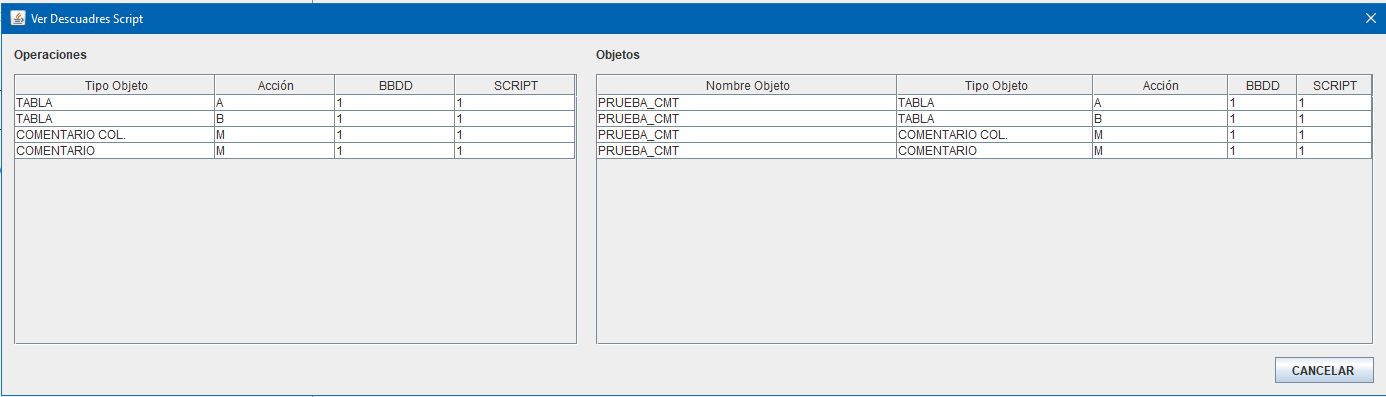 Ver Descuadres Script
Operaciones
Tipo Objeto Acción BBDD SCRIPT
TABLA A 1 1
TABLA B 1 1
COMENTARIO COL. M 1 1
COMENTARIO M 1 1
Objetos
Nombre Objeto Tipo Objeto Acción BBDD SCRIPT
PRUEBA_CMT TABLA A 1 1
PRUEBA_CMT TABLA B 1 1
PRUEBA_CMT COMENTARIO COL. M 1 1
PRUEBA_CMT COMENTARIO M 1 1
CANCELAR